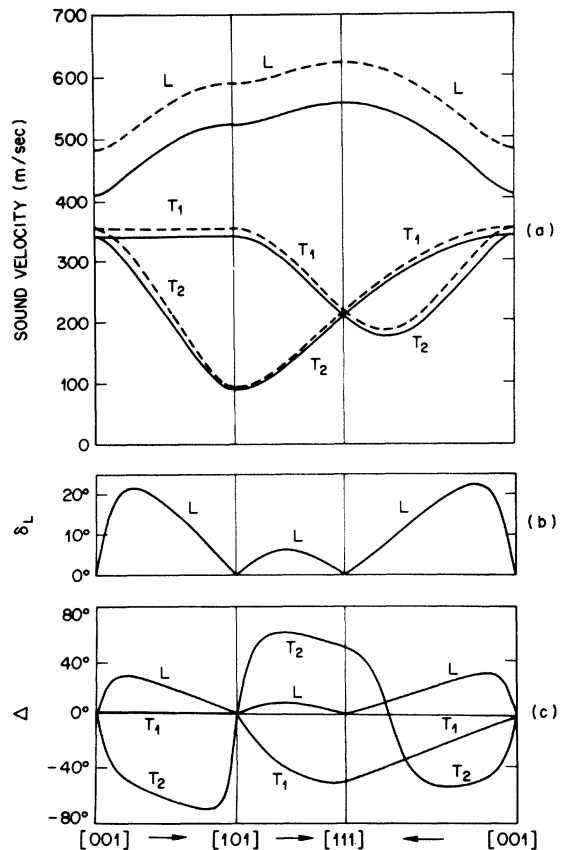 700
600
500
400
300
200
100
0
SOUND VELOCITY (m/sec)
L
L
L
T1
T1
T1
T2
T2
T2
(a)
20°
10°
0°
δL
L
L
L
(b)
80°
40°
0°
-40°
-80°
Δ
L
T2
L
L
T1
T1
T2
T1
T2
(c)
[001] → [101] → [111] ← [001]